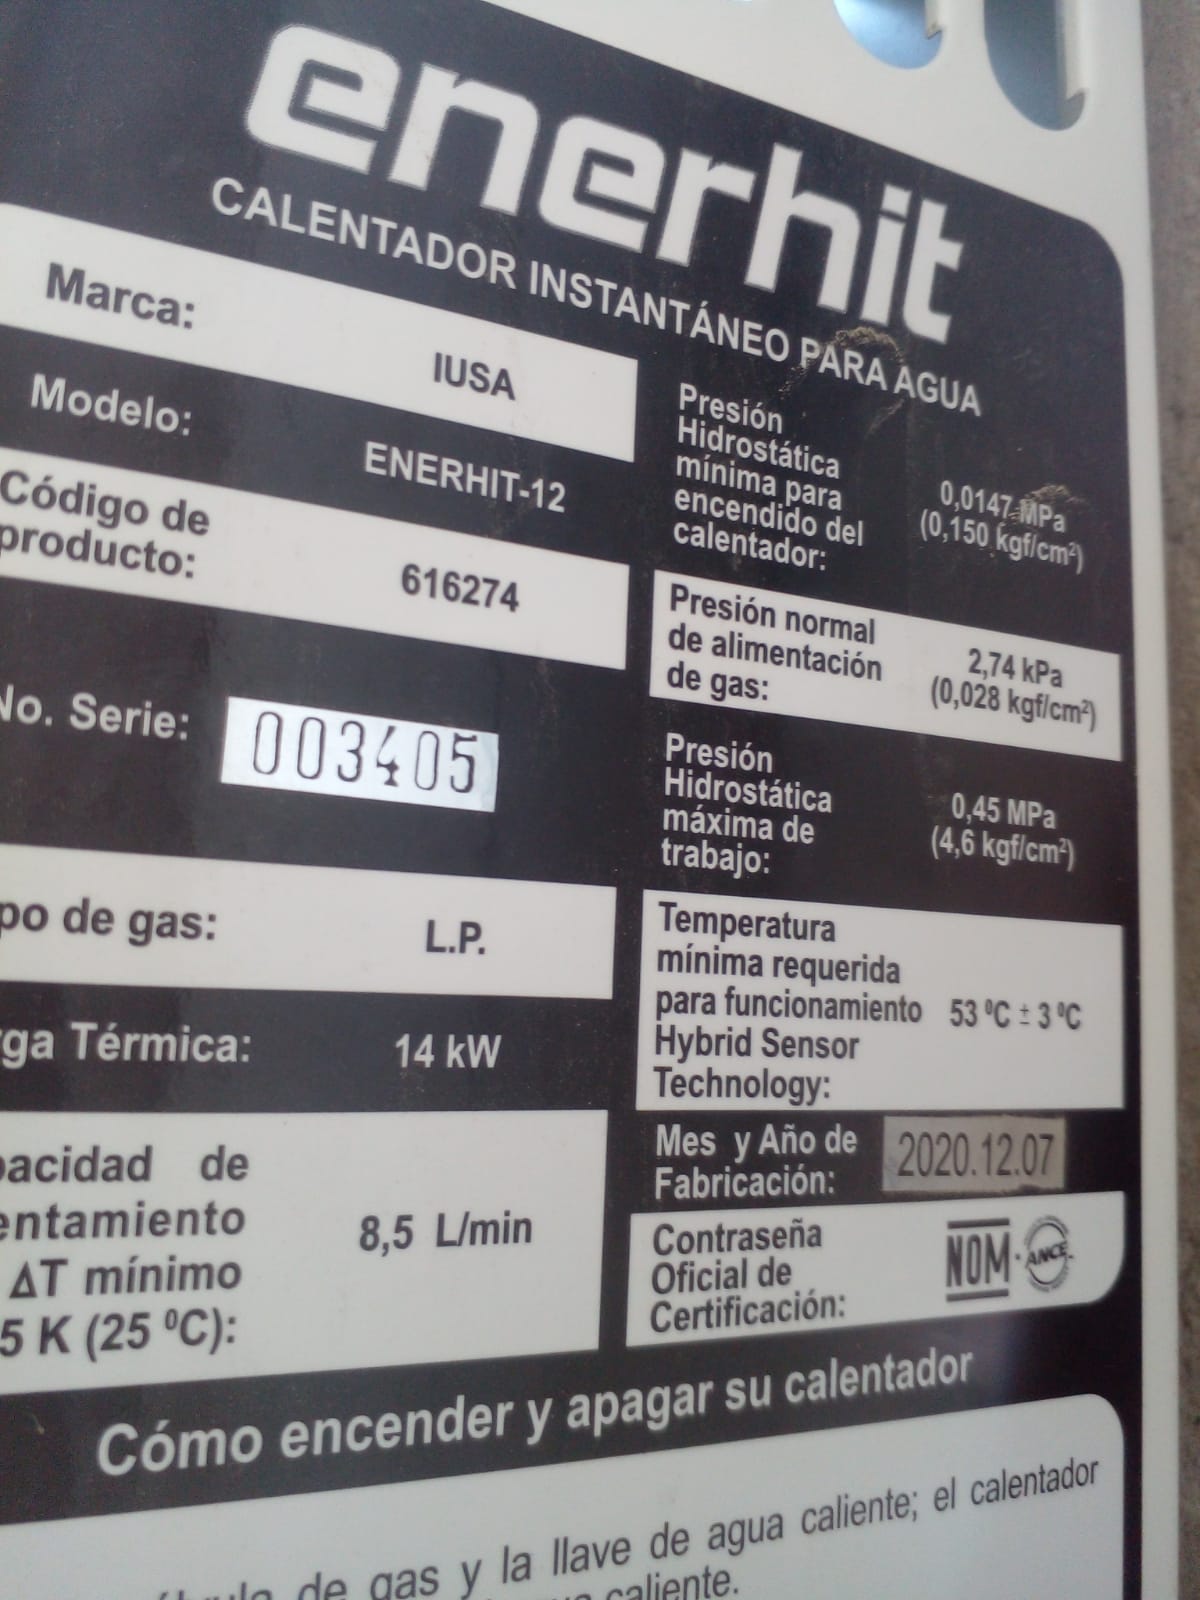 enerhit
CALENTADOR INSTANTÁNEO PARA AGUA
Marca:
IUSA
Modelo:
ENERHIT-12
Código de
producto:
616274
No. Serie:
003405
po de gas:
L.P.
ga Térmica:
14 kW
pacidad de
entamiento
ΔT mínimo
5 K (25 ºC):
8,5 L/min
Presión
Hidrostática
mínima para
encendido del
calentador:
0,0147 MPa
(0,150 kgf/cm²)
Presión normal
de alimentación
de gas:
2,74 kPa
(0,028 kgf/cm²)
Presión
Hidrostática
máxima de
trabajo:
0,45 MPa
(4,6 kgf/cm²)
Temperatura
mínima requerida
para funcionamiento
Hybrid Sensor
Technology:
53 ºC ± 3 ºC
Mes y Año de
Fabricación:
2020.12.07
Contraseña
Oficial de
Certificación:
NOM·ANCE
Cómo encender y apagar su calentador
de gas y la llave de agua caliente; el calentador
caliente.